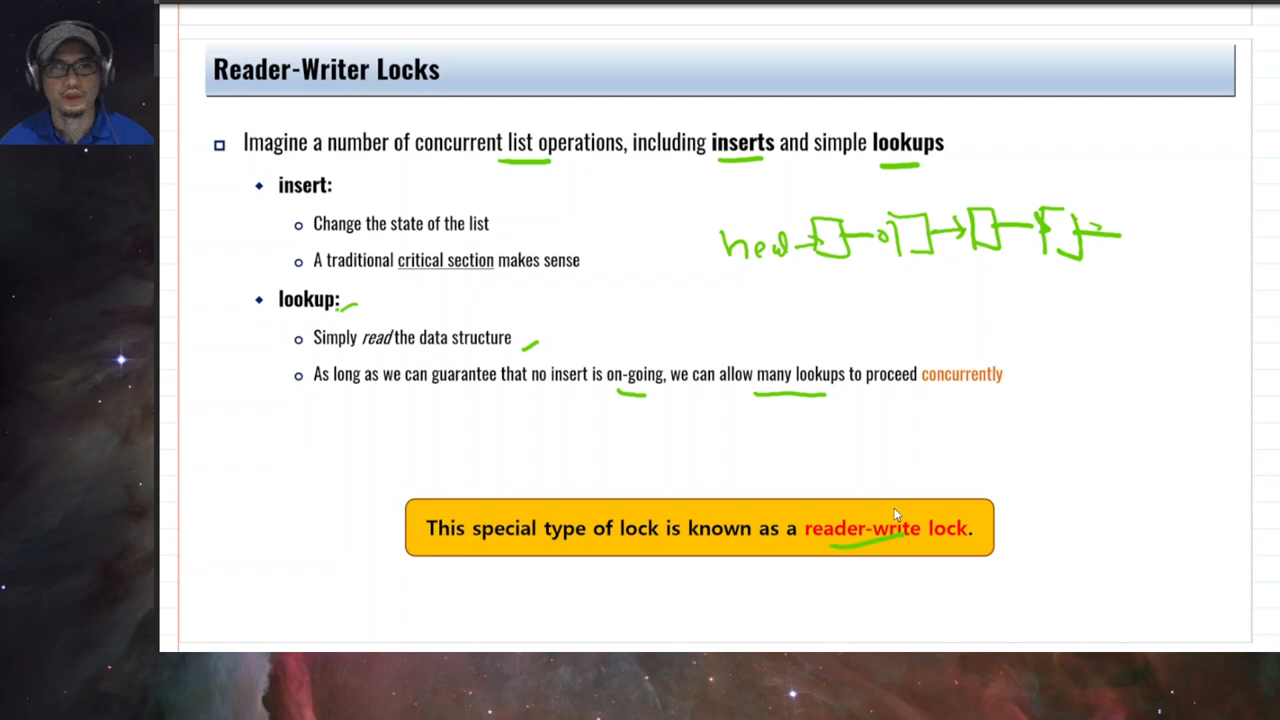 Reader-Writer Locks
Imagine a number of concurrent list operations, including inserts and simple lookups
insert:
Change the state of the list
A traditional critical section makes sense
head
lookup:
Simply read the data structure
As long as we can guarantee that no insert is on-going, we can allow many lookups to proceed concurrently
This special type of lock is known as a reader-write lock.